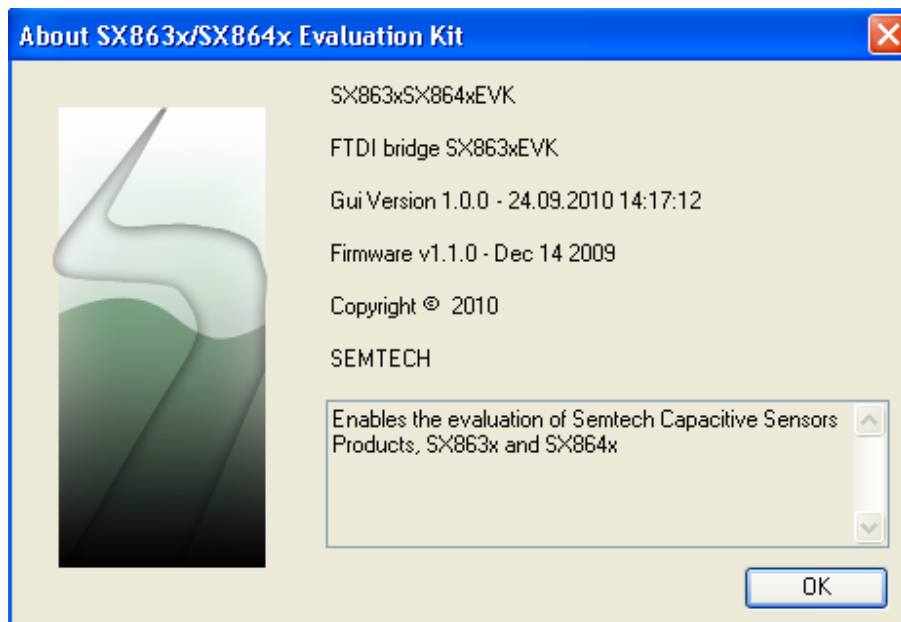 About SX863x/SX864x Evaluation Kit
SX863xSX864xEVK
FTDI bridge SX863xEVK
Gui Version 1.0.0 - 24.09.2010 14:17:12
Firmware v1.1.0 - Dec 14 2009
Copyright © 2010
SEMTECH
Enables the evaluation of Semtech Capacitive Sensors
Products, SX863x and SX864x
OK